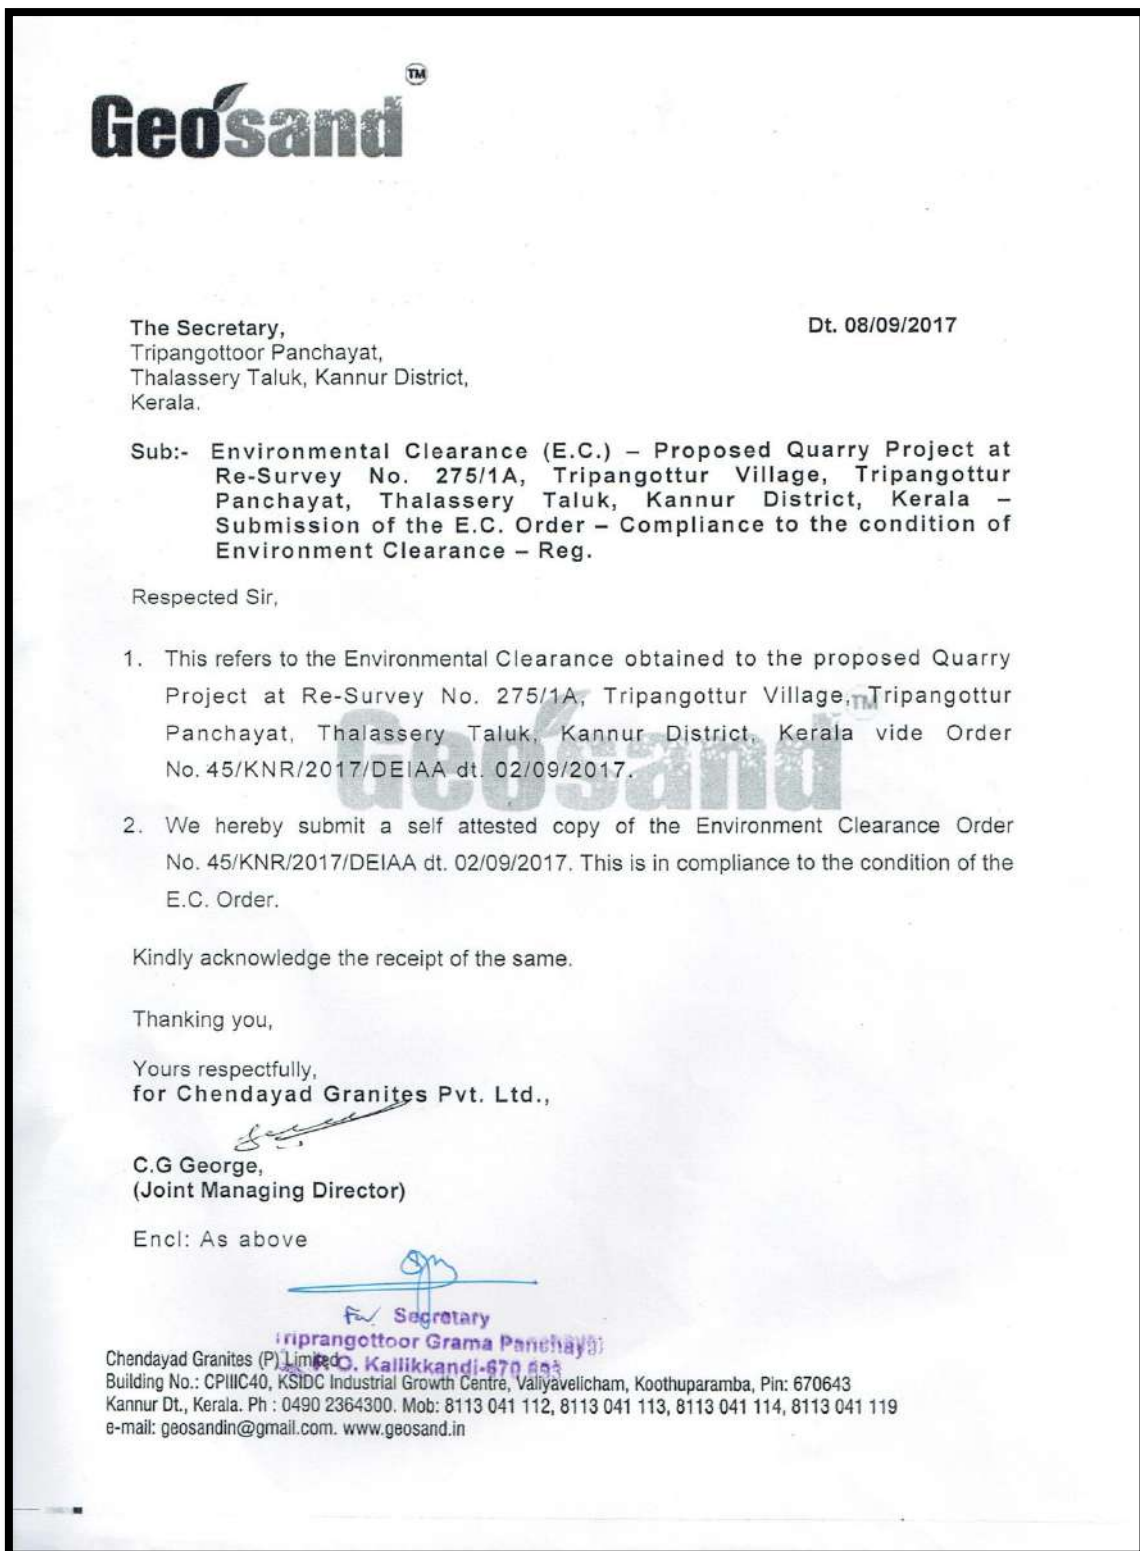 Geosand TM
The Secretary,
Dt. 08/09/2017
Tripangottoor Panchayat,
Thalassery Taluk, Kannur District,
Kerala.
Sub:- Environmental Clearance (E.C.) – Proposed Quarry Project at
Re-Survey No. 275/1A, Tripangottur Village, Tripangottur
Panchayat, Thalassery Taluk, Kannur District, Kerala –
Submission of the E.C. Order – Compliance to the condition of
Environment Clearance – Reg.
Respected Sir,
1. This refers to the Environmental Clearance obtained to the proposed Quarry
Project at Re-Survey No. 275/1A, Tripangottur Village, Tripangottur
Panchayat, Thalassery Taluk, Kannur District, Kerala vide Order
No. 45/KNR/2017/DEIAA dt. 02/09/2017.
Geosand TM
2. We hereby submit a self attested copy of the Environment Clearance Order
No. 45/KNR/2017/DEIAA dt. 02/09/2017. This is in compliance to the condition of the
E.C. Order.
Kindly acknowledge the receipt of the same.
Thanking you,
Yours respectfully,
for Chendayad Granites Pvt. Ltd.,
C.G George,
(Joint Managing Director)
Encl: As above
For Secretary
Triprangottoor Grama Panchayat
P. O. Kallikkandi-670
Chendayad Granites (P) Limited
Building No.: CPIIIC40, KSIDC Industrial Growth Centre, Valiyavelicham, Koothuparamba, Pin: 670643
Kannur Dt., Kerala. Ph : 0490 2364300. Mob: 8113 041 112, 8113 041 113, 8113 041 114, 8113 041 119
e-mail: geosandin@gmail.com. www.geosand.in